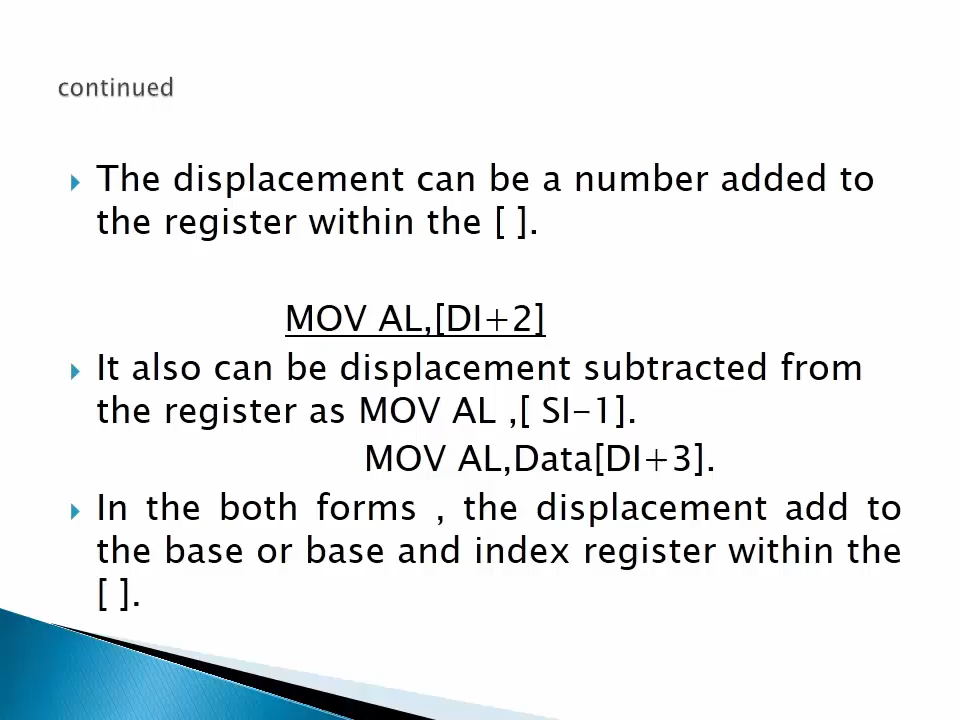 continued
The displacement can be a number added to
the register within the [ ].
MOV AL,[DI+2]
It also can be displacement subtracted from
the register as MOV AL ,[ SI-1].
MOV AL,Data[DI+3].
In the both forms , the displacement add to
the base or base and index register within the
[ ].